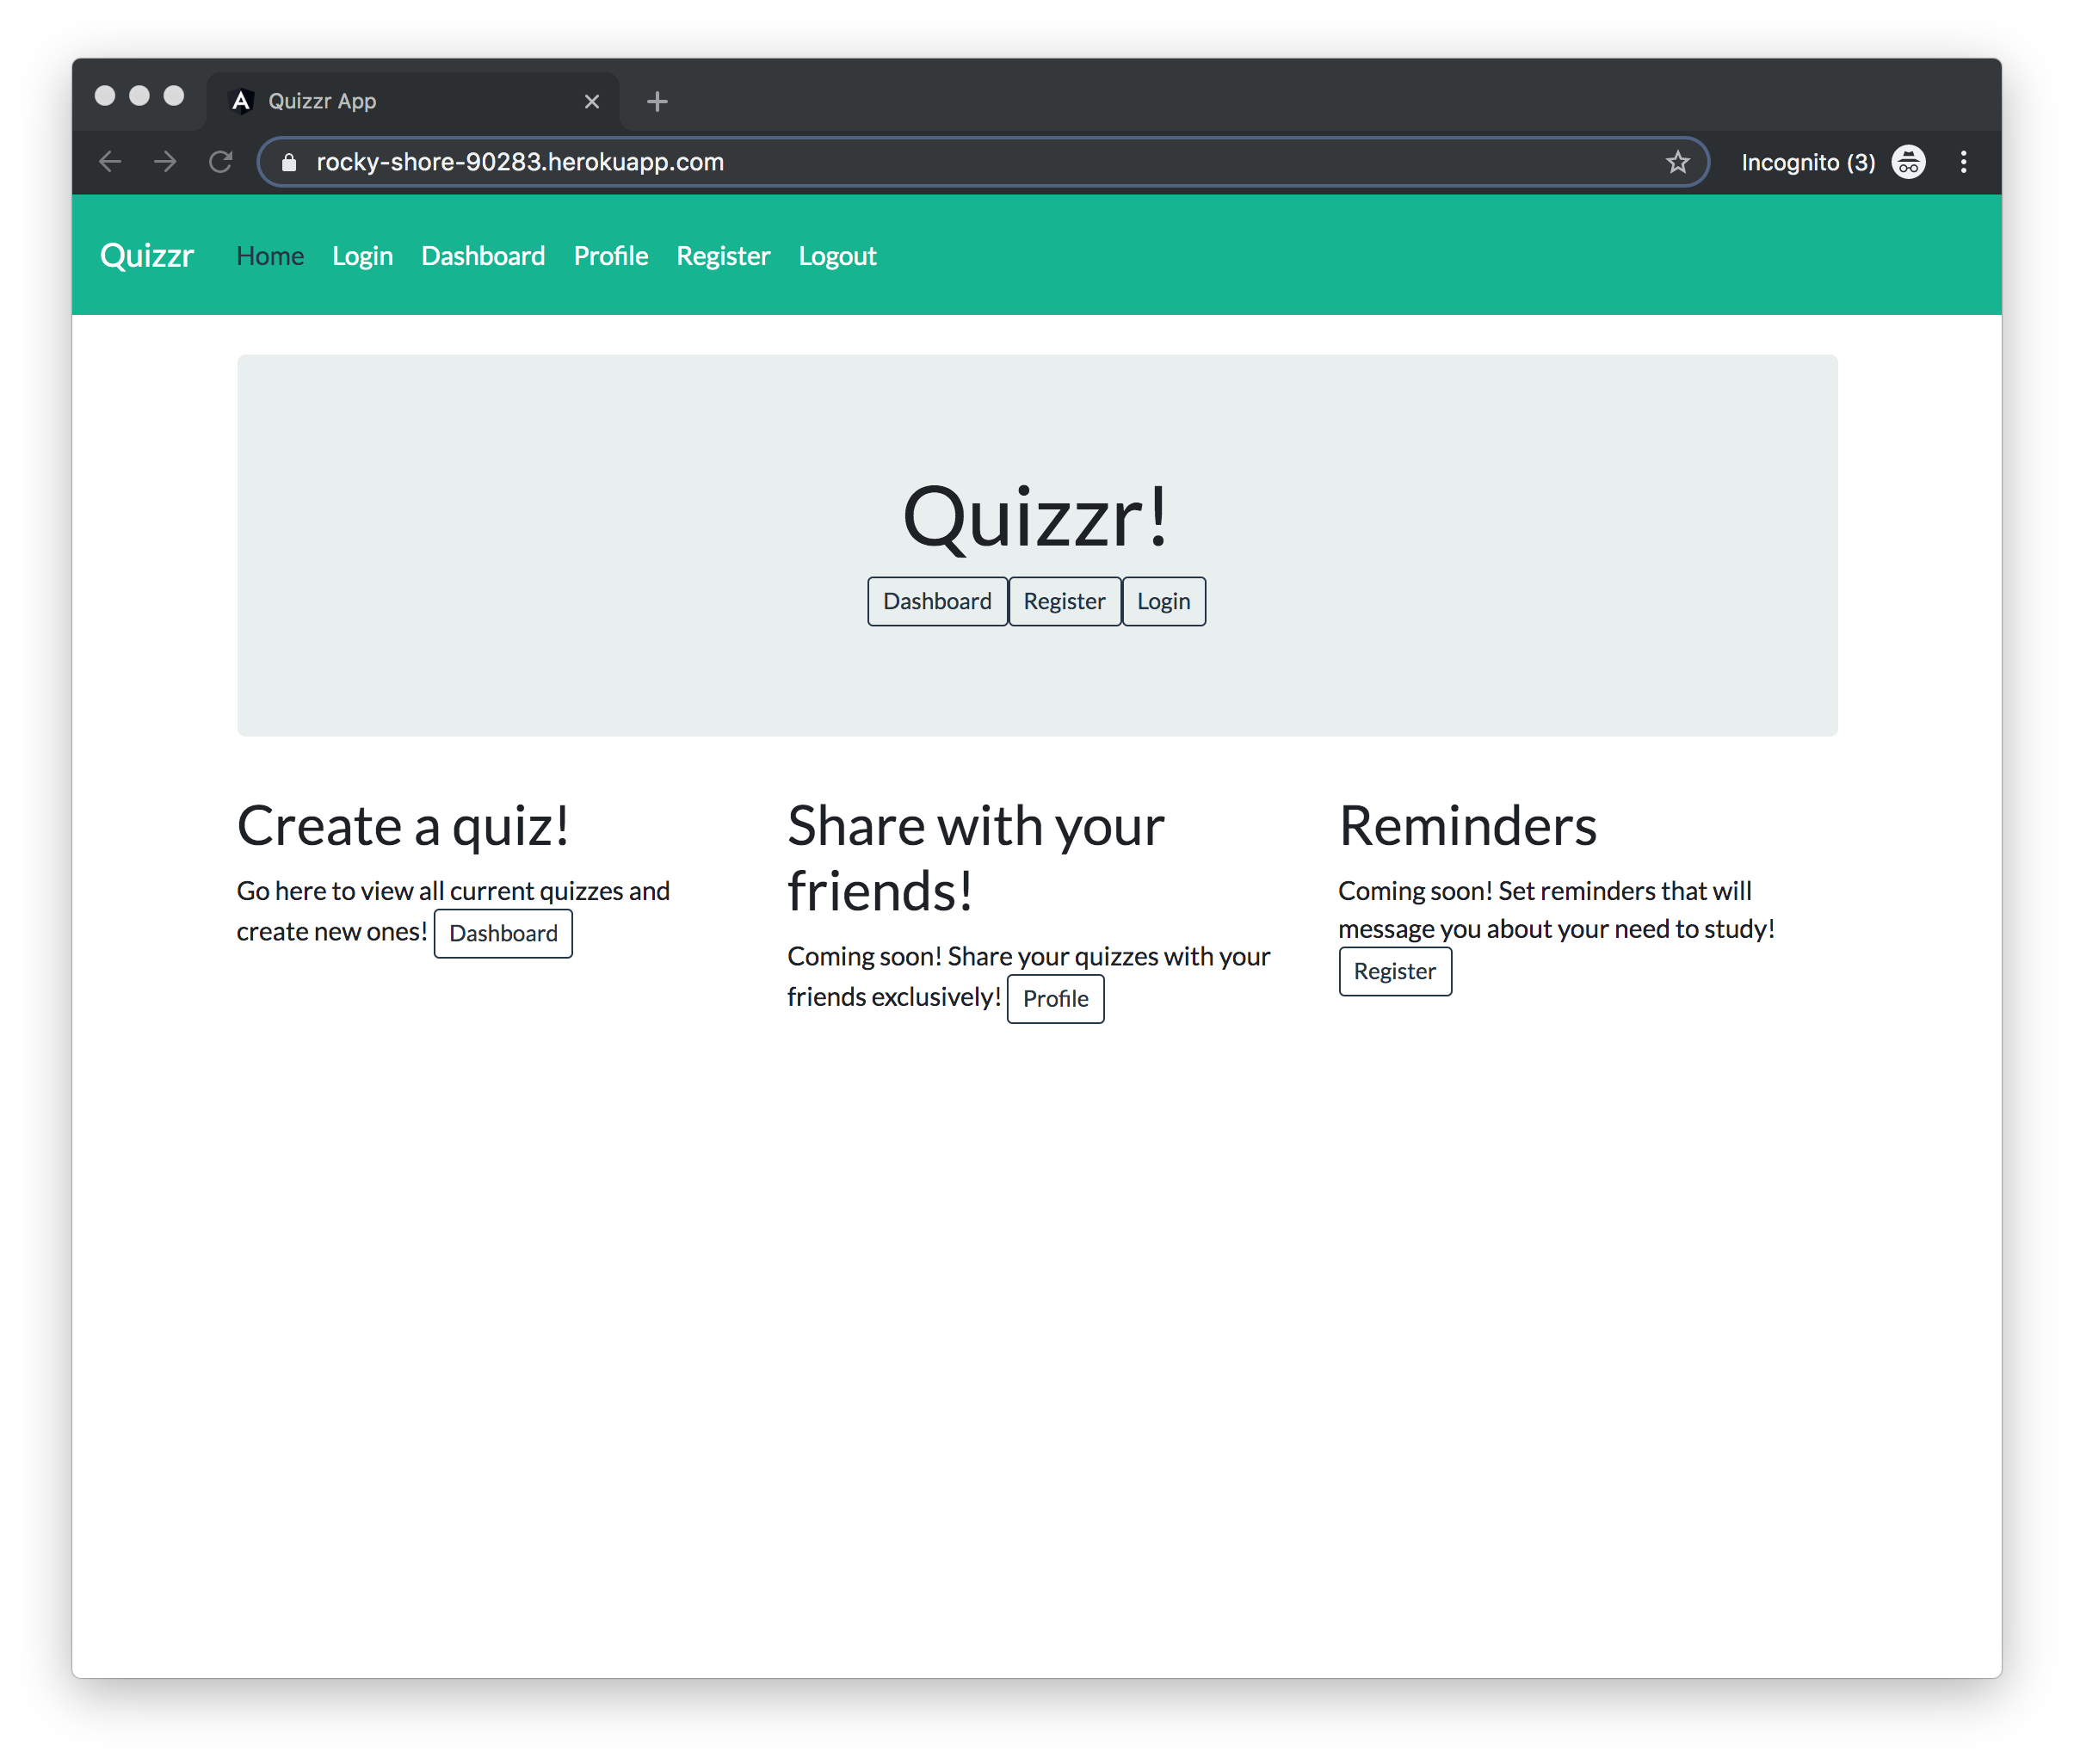 Quizzr App
rocky-shore-90283.herokuapp.com
Incognito (3)
Quizzr Home Login Dashboard Profile Register Logout
Quizzr!
Dashboard Register Login
Create a quiz!
Go here to view all current quizzes and
create new ones! Dashboard
Share with your
friends!
Coming soon! Share your quizzes with your
friends exclusively! Profile
Reminders
Coming soon! Set reminders that will
message you about your need to study!
Register